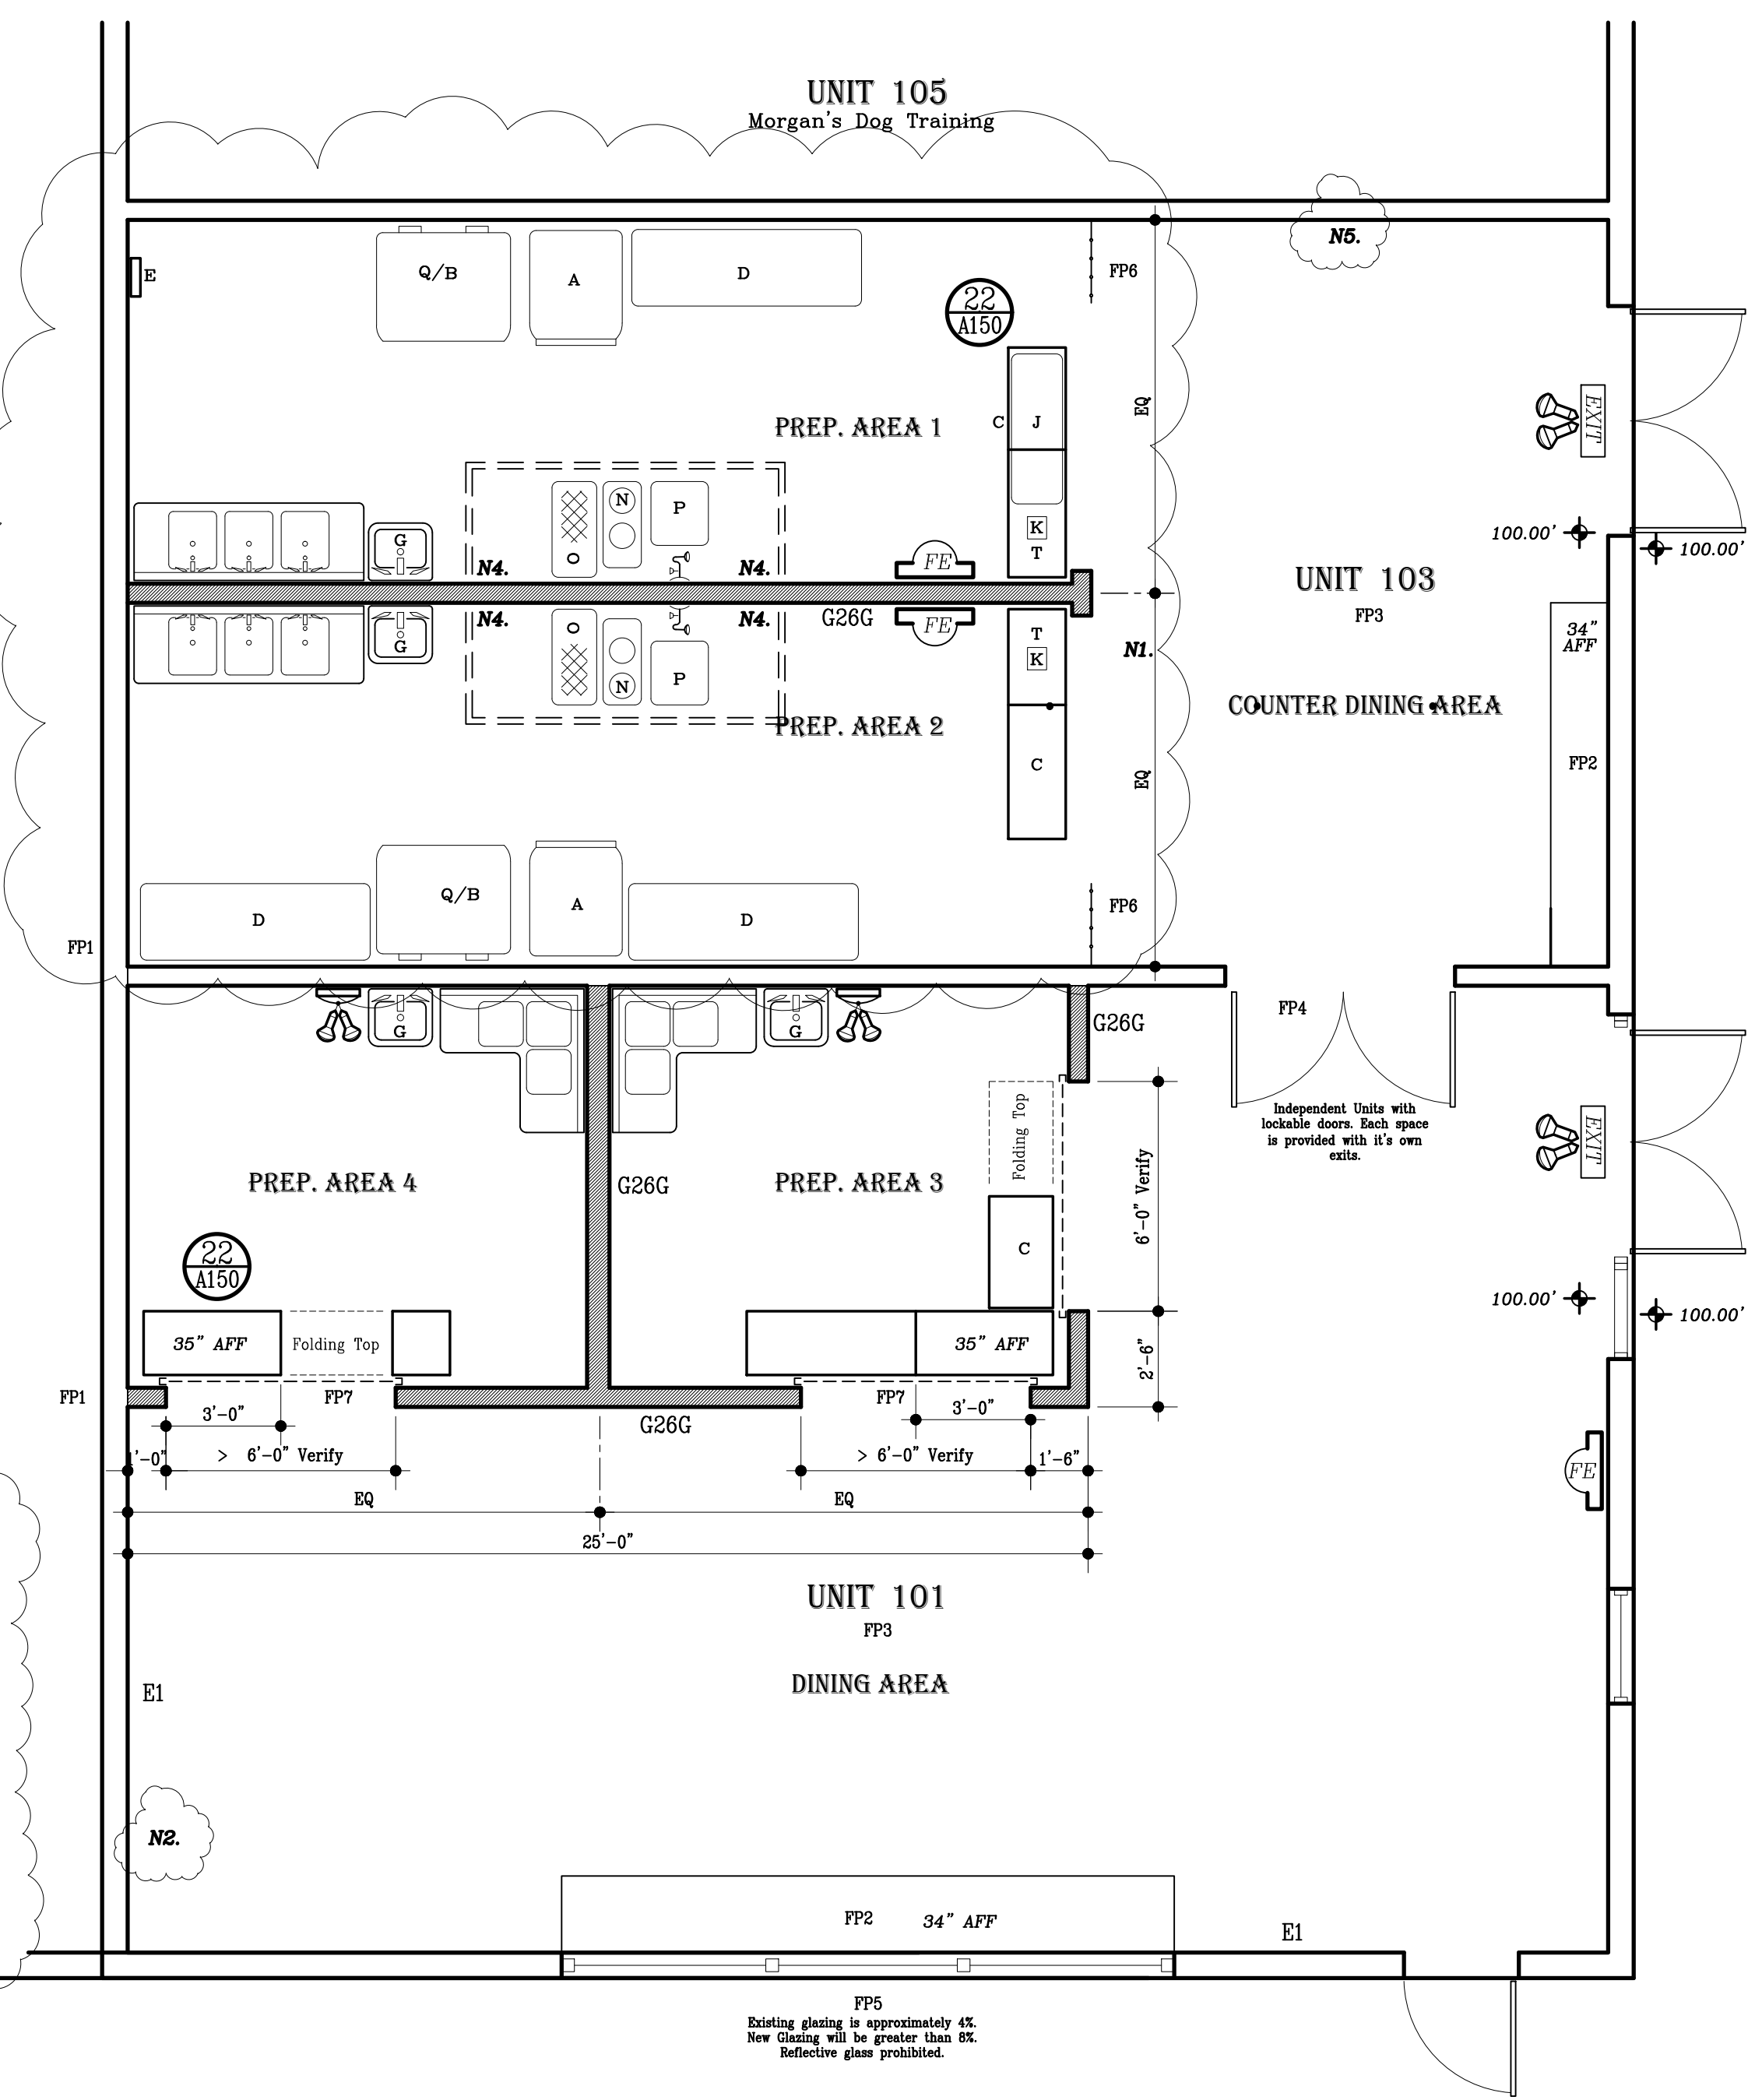 UNIT 105
Morgan's Dog Training
N5.
E
Q/B
A
D
FP6
22
A150
EXIT
EQ
PREP. AREA 1
C
J
K
T
G
N
P
O
N4.
N4.
FE
100.00'
100.00'
UNIT 103
FP3
N4.
N4.
G26G
FE
T
K
G
O
N
P
N1.
34"
AFF
COUNTER DINING AREA
PREP. AREA 2
C
EQ
FP2
D
Q/B
A
D
FP6
FP1
G
G
G26G
FP4
Independent Units with
lockable doors. Each space
is provided with it's own
exits.
EXIT
Folding Top
6'-0" Verify
PREP. AREA 4
G26G
PREP. AREA 3
22
A150
C
100.00'
100.00'
35" AFF
Folding Top
35" AFF
2'-6"
FP1
FP7
FP7
3'-0"
G26G
3'-0"
1'-0"
> 6'-0" Verify
> 6'-0" Verify
1'-6"
FE
EQ
EQ
25'-0"
UNIT 101
FP3
DINING AREA
E1
N2.
FP2
34" AFF
E1
FP5
Existing glazing is approximately 4%.
New Glazing will be greater than 8%.
Reflective glass prohibited.